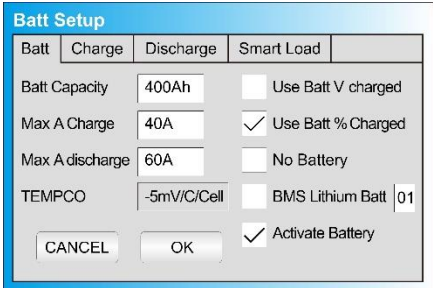 Batt Setup
Batt Charge Discharge Smart Load
Batt Capacity 400Ah Use Batt V charged
Max A Charge 40A Use Batt % Charged
Max A discharge 60A No Battery
TEMPCO -5mV/C/Cell BMS Lithium Batt 01
CANCEL OK Activate Battery